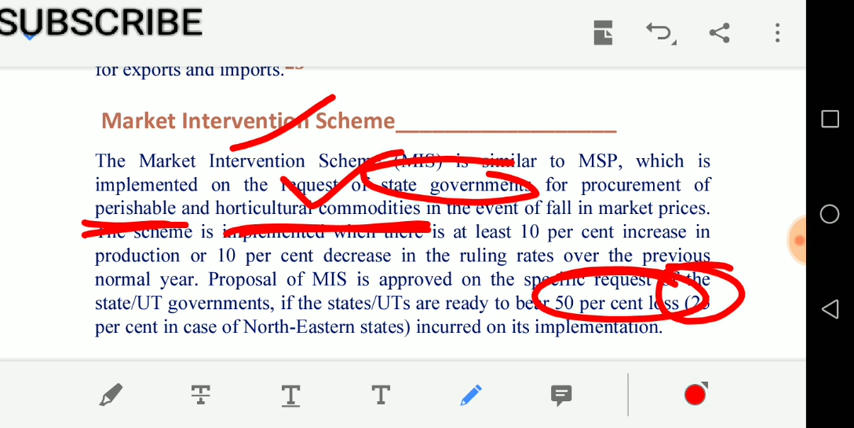 SUBSCRIBE
for exports and imports.
Market Intervention Scheme
The Market Intervention Scheme (MIS) is similar to MSP, which is
implemented on the request of state governments for procurement of
perishable and horticultural commodities in the event of fall in market prices.
The scheme is implemented when there is at least 10 per cent increase in
production or 10 per cent decrease in the ruling rates over the previous
normal year. Proposal of MIS is approved on the specific request of the
state/UT governments, if the states/UTs are ready to bear 50 per cent loss (25
per cent in case of North-Eastern states) incurred on its implementation.